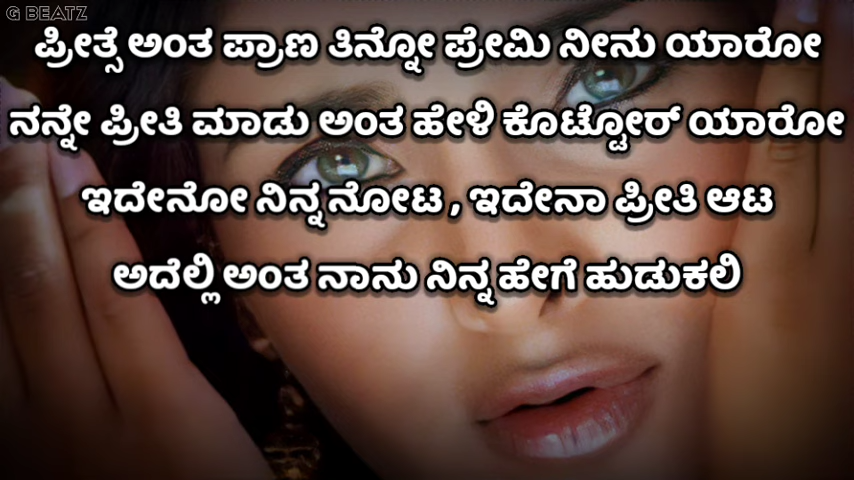 G BEATZ
ಪ್ರೀತ್ಸೆ ಅಂತ ಪ್ರಾಣ ತಿನ್ನೋ ಪ್ರೇಮಿ ನೀನು ಯಾರೋ
ನನ್ನೇ ಪ್ರೀತಿ ಮಾಡು ಅಂತ ಹೇಳಿ ಕೊಟ್ಟೋರ್ ಯಾರೋ
ಇದೇನೋ ನಿನ್ನ ನೋಟ , ಇದೇನಾ ಪ್ರೀತಿ ಆಟ
ಅದೆಲ್ಲಿ ಅಂತ ನಾನು ನಿನ್ನ ಹೇಗೆ ಹುಡುಕಲಿ